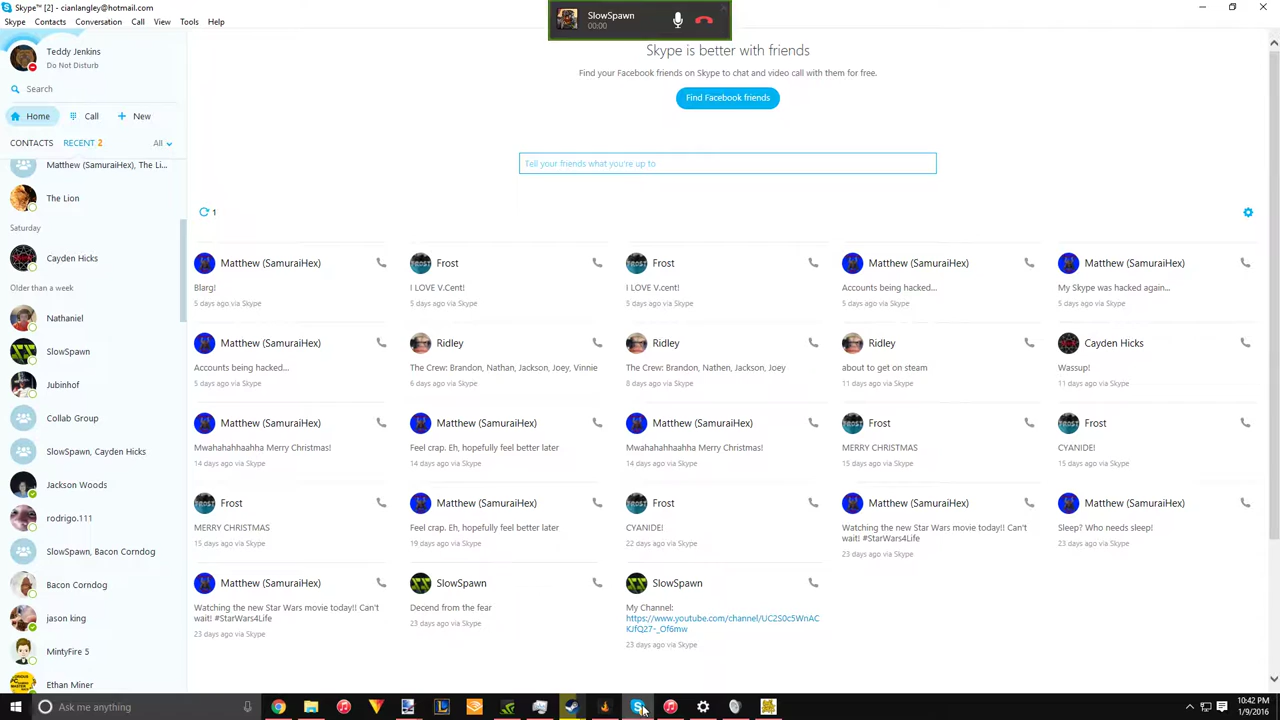 Skype™ [2] - cianlangley@hotmail.com
Skype Contacts Conversation Call View Tools Help
SlowSpawn
00:00
Teddy Jenkins
Do Not Disturb
Search
Home Call New
CONTACTS RECENT 2 All
Matthew (SamuraiHex), The Li...
The Lion
Saturday
Cayden Hicks
Older than a week
Nathaniel
SlowSpawn
Jubinhof
Collab Group
SlowSpawn, Cayden Hicks
Jackson Woods
rodrigo.111
SlowSpawn, Bacon Corndog
Bacon Corndog
jason king
MintyFire 5
Ethan Miner
Skype is better with friends
Find your Facebook friends on Skype to chat and video call with them for free.
Find Facebook friends
Tell your friends what you're up to
1
Matthew (SamuraiHex)
Blarg!
5 days ago via Skype
Frost
I LOVE V.Cent!
5 days ago via Skype
Frost
I LOVE V.cent!
5 days ago via Skype
Matthew (SamuraiHex)
Accounts being hacked...
5 days ago via Skype
Matthew (SamuraiHex)
My Skype was hacked again...
5 days ago via Skype
Matthew (SamuraiHex)
Accounts being hacked...
5 days ago via Skype
Ridley
The Crew: Brandon, Nathan, Jackson, Joey, Vinnie
6 days ago via Skype
Ridley
The Crew: Brandon, Nathen, Jackson, Joey
8 days ago via Skype
Ridley
about to get on steam
11 days ago via Skype
Cayden Hicks
Wassup!
11 days ago via Skype
Matthew (SamuraiHex)
Mwahahahhaahha Merry Christmas!
14 days ago via Skype
Matthew (SamuraiHex)
Feel crap. Eh, hopefully feel better later
14 days ago via Skype
Matthew (SamuraiHex)
Mwahahahhaahha Merry Christmas!
14 days ago via Skype
Frost
MERRY CHRISTMAS
15 days ago via Skype
Frost
CYANIDE!
15 days ago via Skype
Frost
MERRY CHRISTMAS
15 days ago via Skype
Matthew (SamuraiHex)
Feel crap. Eh, hopefully feel better later
19 days ago via Skype
Frost
CYANIDE!
22 days ago via Skype
Matthew (SamuraiHex)
Watching the new Star Wars movie today!! Can't
wait! #StarWars4Life
23 days ago via Skype
Matthew (SamuraiHex)
Sleep? Who needs sleep!
23 days ago via Skype
Matthew (SamuraiHex)
Watching the new Star Wars movie today!! Can't
wait! #StarWars4Life
23 days ago via Skype
SlowSpawn
Decend from the fear
23 days ago via Skype
SlowSpawn
My Channel:
https://www.youtube.com/channel/UC2S0c5WnAC
KJfQ27-_Of6mw
23 days ago via Skype
Ask me anything
10:42 PM
1/9/2016